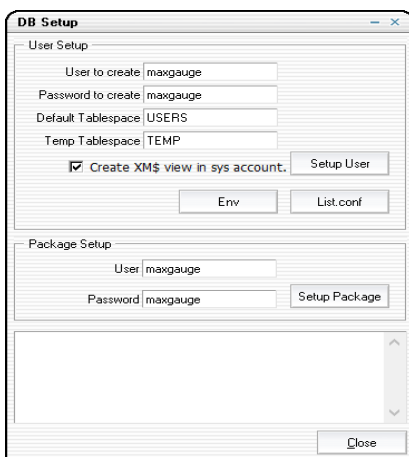 DB Setup
User Setup
User to create maxgauge
Password to create maxgauge
Default Tablespace USERS
Temp Tablespace TEMP
Create XM$ view in sys account. Setup User
Env List.conf
Package Setup
User maxgauge
Password maxgauge Setup Package
Close